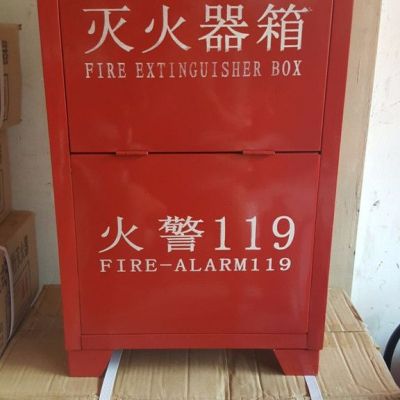 灭火器箱
FIRE EXTINGUISHER BOX
火警119
FIRE-ALARM119